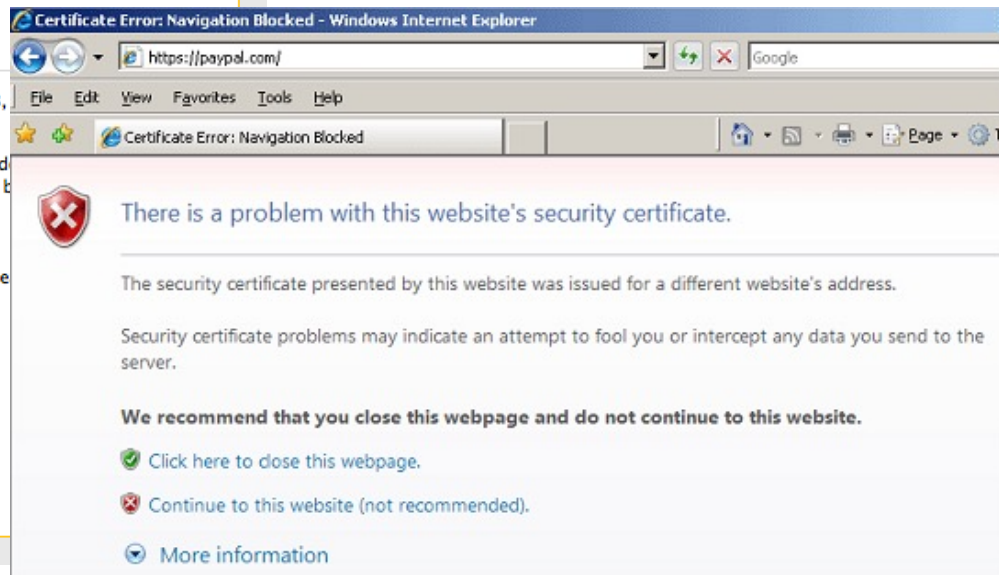 Certificate Error: Navigation Blocked - Windows Internet Explorer
https://paypal.com/
Google
File Edit View Favorites Tools Help
Certificate Error: Navigation Blocked
Page
There is a problem with this website's security certificate.
The security certificate presented by this website was issued for a different website's address.
Security certificate problems may indicate an attempt to fool you or intercept any data you send to the
server.
We recommend that you close this webpage and do not continue to this website.
Click here to close this webpage.
Continue to this website (not recommended).
More information